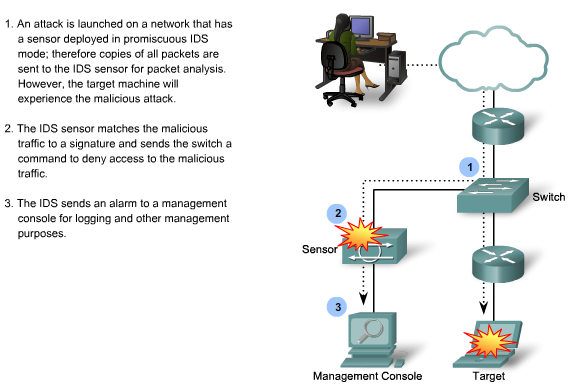 1. An attack is launched on a network that has
a sensor deployed in promiscuous IDS
mode; therefore copies of all packets are
sent to the IDS sensor for packet analysis.
However, the target machine will
experience the malicious attack.
2. The IDS sensor matches the malicious
traffic to a signature and sends the switch a
command to deny access to the malicious
traffic.
3. The IDS sends an alarm to a management
console for logging and other management
purposes.
1
Switch
2
Sensor
3
Management Console
Target